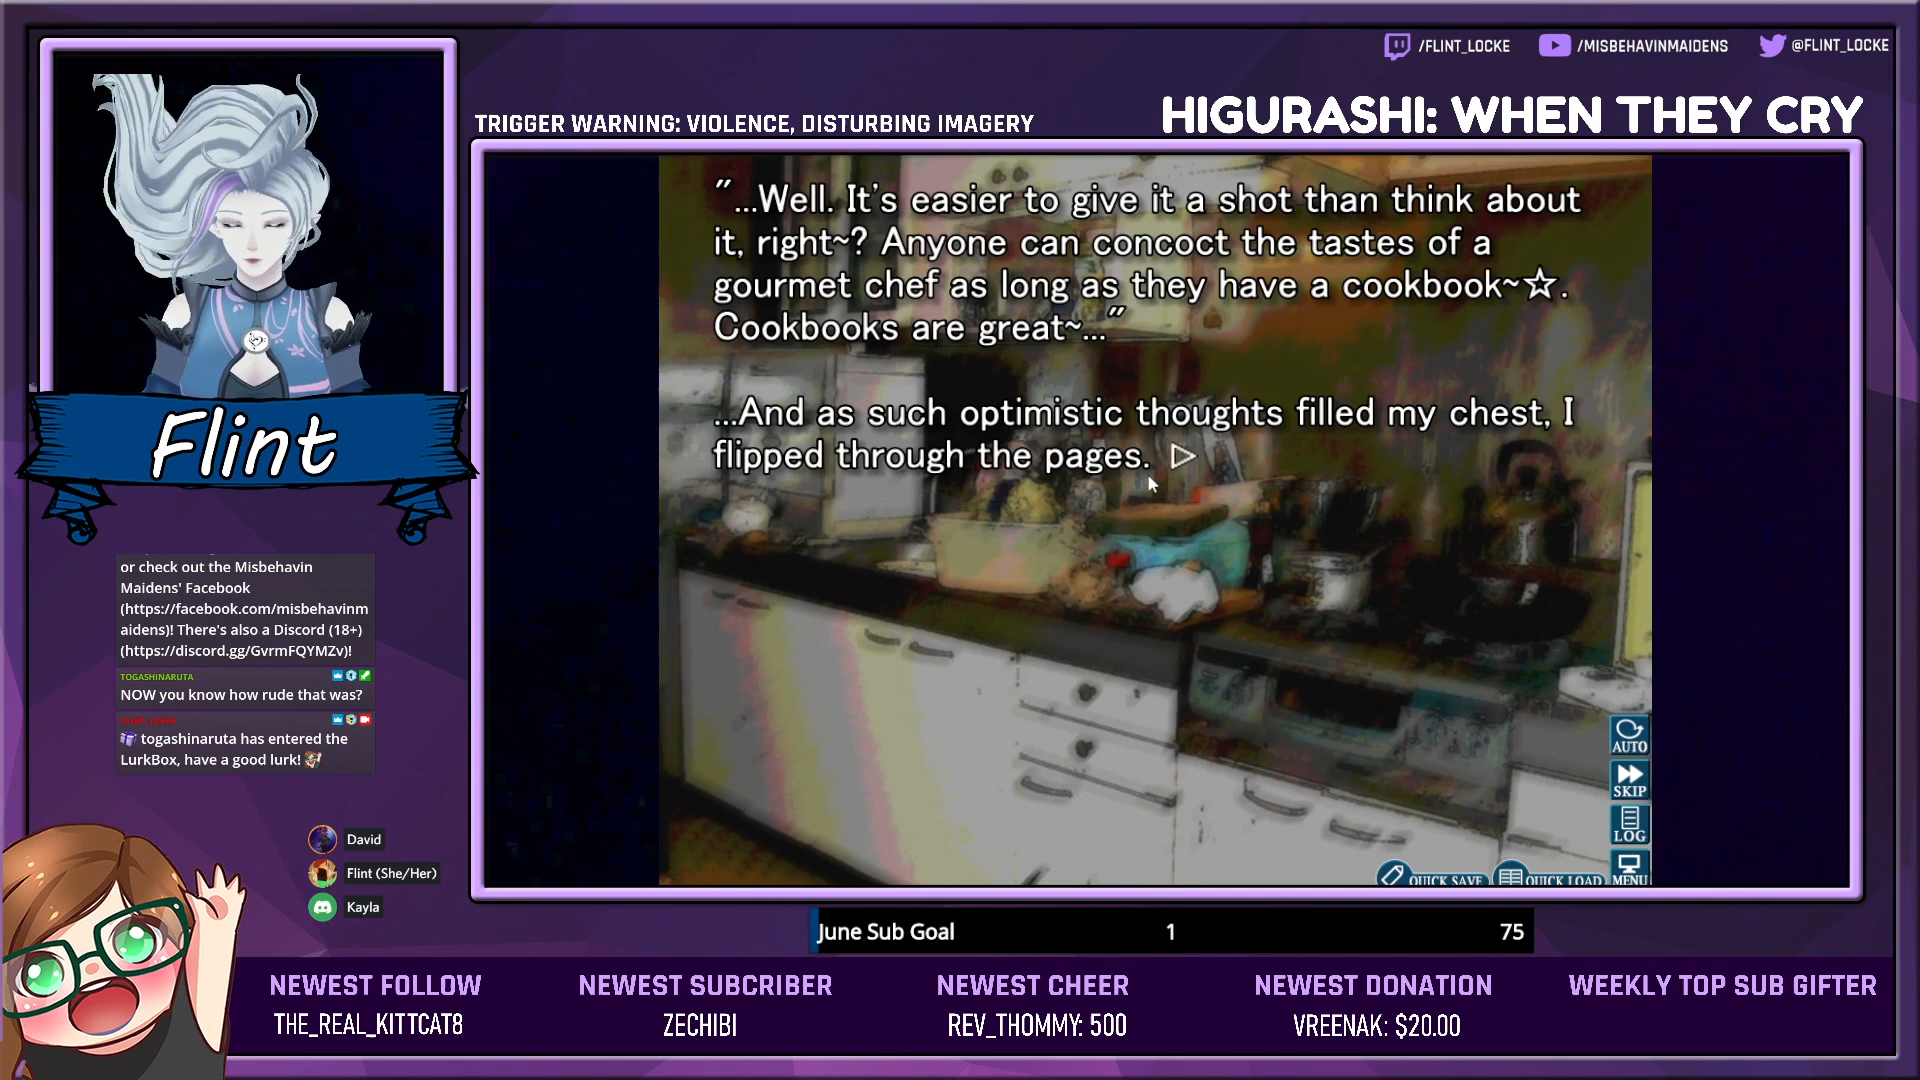 /FLINT_LOCKE
/MISBEHAVINMAIDENS
@FLINT_LOCKE
TRIGGER WARNING: VIOLENCE, DISTURBING IMAGERY
HIGURASHI: WHEN THEY CRY
"...Well. It's easier to give it a shot than think about
it, right~? Anyone can concoct the tastes of a
gourmet chef as long as they have a cookbook~☆.
Cookbooks are great~..."
...And as such optimistic thoughts filled my chest, I
flipped through the pages. ▷
Flint
or check out the Misbehavin
Maidens' Facebook
(https://facebook.com/misbehavinm
aidens)! There's also a Discord (18+)
(https://discord.gg/GvrmFQYMZv)!
TOGASHINARUTA
NOW you know how rude that was?
togashinaruta has entered the
LurkBox, have a good lurk!
David
Flint (She/Her)
Kayla
AUTO
SKIP
LOG
MENU
QUICK SAVE
QUICK LOAD
June Sub Goal 1 75
NEWEST FOLLOW
THE_REAL_KITTCAT8
NEWEST SUBCRIBER
ZECHIBI
NEWEST CHEER
REV_THOMMY: 500
NEWEST DONATION
VREENAK: $20.00
WEEKLY TOP SUB GIFTER